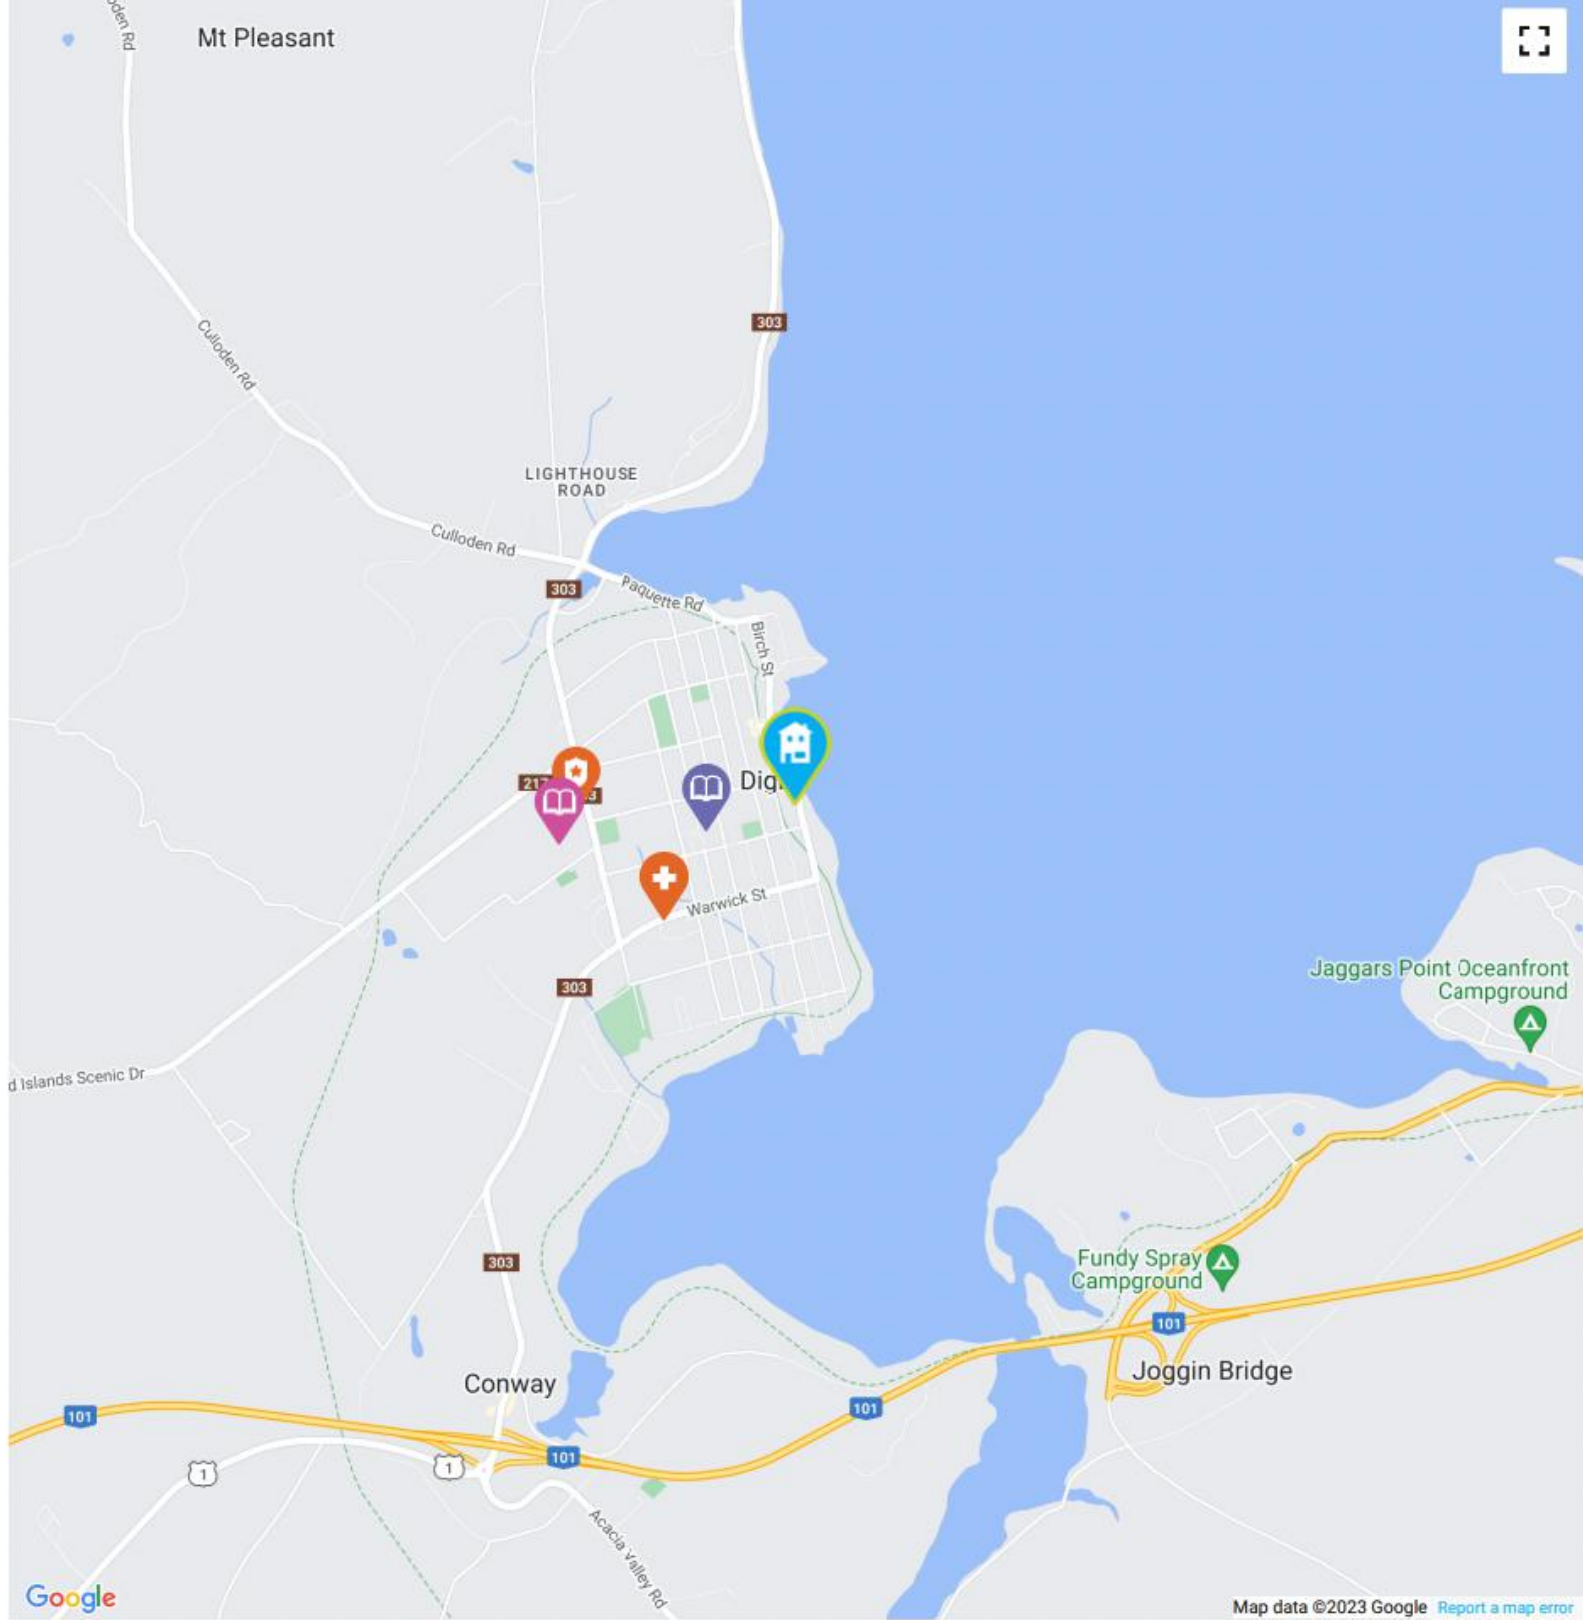 Mt Pleasant
Culloden Rd
303
LIGHTHOUSE
ROAD
Culloden Rd
303
Paquette Rd
Birch St
217
Warwick St
303
Jaggars Point Oceanfront
Campground
Islands Scenic Dr
303
Fundy Spray
Campground
101
Joggin Bridge
Conway
101
101
101
1
1
Acacia Valley Rd
Google
Map data ©2023 Google Report a map error